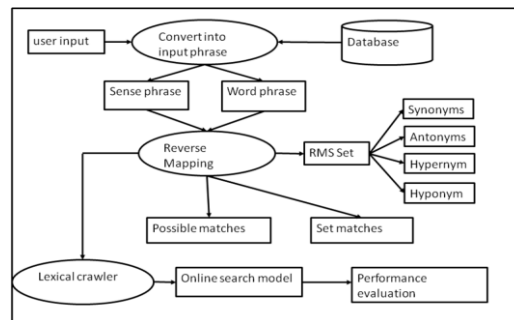 user input
Convert into
input phrase
Database
Sense phrase
Word phrase
Synonyms
Antonyms
Hypernym
Hyponym
Reverse
Mapping
RMS Set
Possible matches
Set matches
Lexical crawler
Online search model
Performance
evaluation